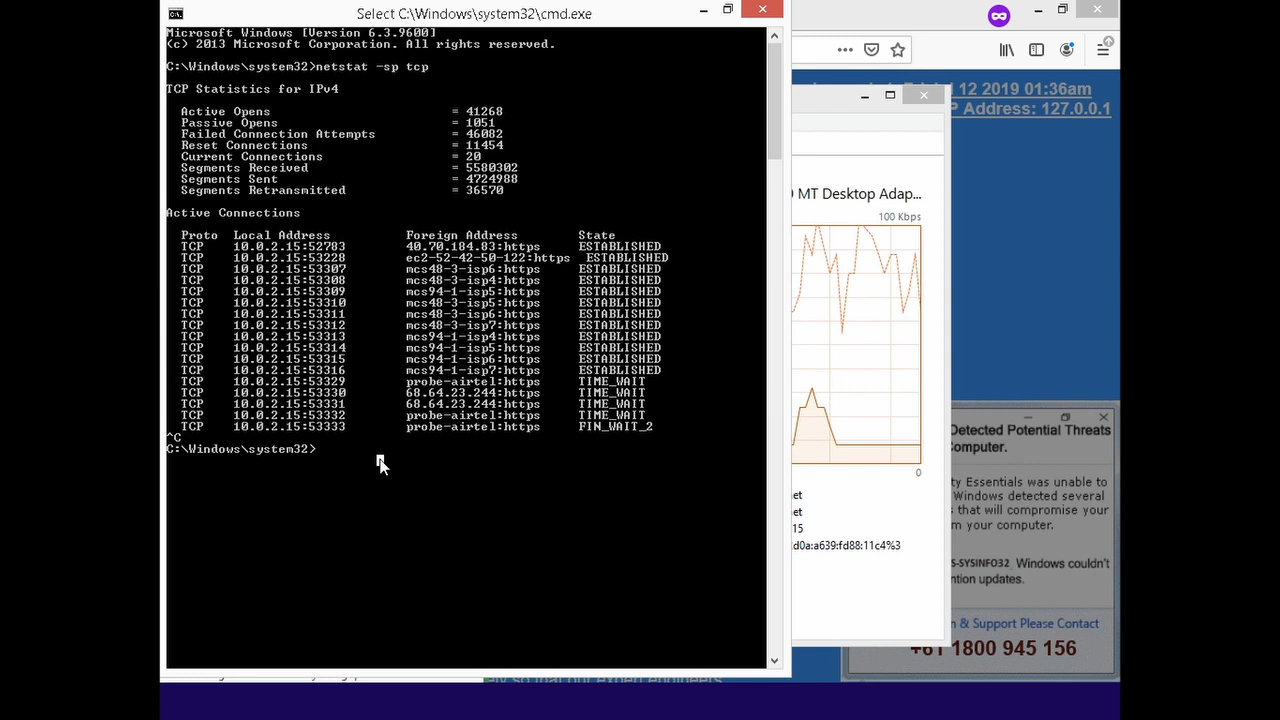 Select C:\Windows\system32\cmd.exe
Microsoft Windows [Version 6.3.9600]
(c) 2013 Microsoft Corporation. All rights reserved.
C:\Windows\system32>netstat -sp tcp
TCP Statistics for IPv4
Active Opens = 41268
Passive Opens = 1051
Failed Connection Attempts = 46082
Reset Connections = 11454
Current Connections = 20
Segments Received = 5580302
Segments Sent = 4724988
Segments Retransmitted = 36570
Active Connections
Proto Local Address Foreign Address State
TCP 10.0.2.15:52783 40.70.184.83:https ESTABLISHED
TCP 10.0.2.15:53228 ec2-52-42-50-122:https ESTABLISHED
TCP 10.0.2.15:53307 mcs48-3-isp6:https ESTABLISHED
TCP 10.0.2.15:53308 mcs48-3-isp4:https ESTABLISHED
TCP 10.0.2.15:53309 mcs94-1-isp5:https ESTABLISHED
TCP 10.0.2.15:53310 mcs48-3-isp5:https ESTABLISHED
TCP 10.0.2.15:53311 mcs48-3-isp6:https ESTABLISHED
TCP 10.0.2.15:53312 mcs48-3-isp7:https ESTABLISHED
TCP 10.0.2.15:53313 mcs94-1-isp4:https ESTABLISHED
TCP 10.0.2.15:53314 mcs94-1-isp5:https ESTABLISHED
TCP 10.0.2.15:53315 mcs94-1-isp6:https ESTABLISHED
TCP 10.0.2.15:53316 mcs94-1-isp7:https ESTABLISHED
TCP 10.0.2.15:53329 probe-airtel:https TIME_WAIT
TCP 10.0.2.15:53330 68.64.23.244:https TIME_WAIT
TCP 10.0.2.15:53331 68.64.23.244:https TIME_WAIT
TCP 10.0.2.15:53332 probe-airtel:https TIME_WAIT
TCP 10.0.2.15:53333 probe-airtel:https FIN_WAIT_2
^C
C:\Windows\system32>
12 2019 01:36am
P Address: 127.0.0.1
MT Desktop Adap...
100 Kbps
0
et
et
15
d0a:a639:fd88:11c4%3
Detected Potential Threats
Computer.
ty Essentials was unable to
Windows detected several
s that will compromise your
m your computer.
S-SYSINFO32 Windows couldn't
ntion updates.
n & Support Please Contact
+61 1800 945 156
ely so that our expert engineers